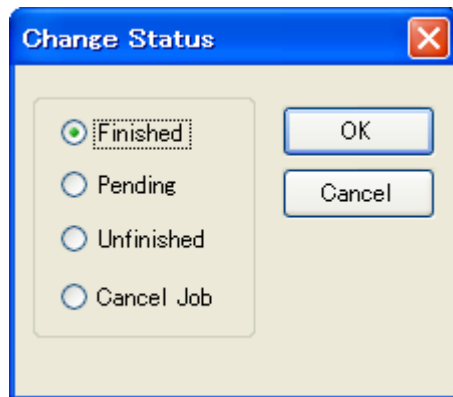 Change Status
Finished
Pending
Unfinished
Cancel Job
OK
Cancel